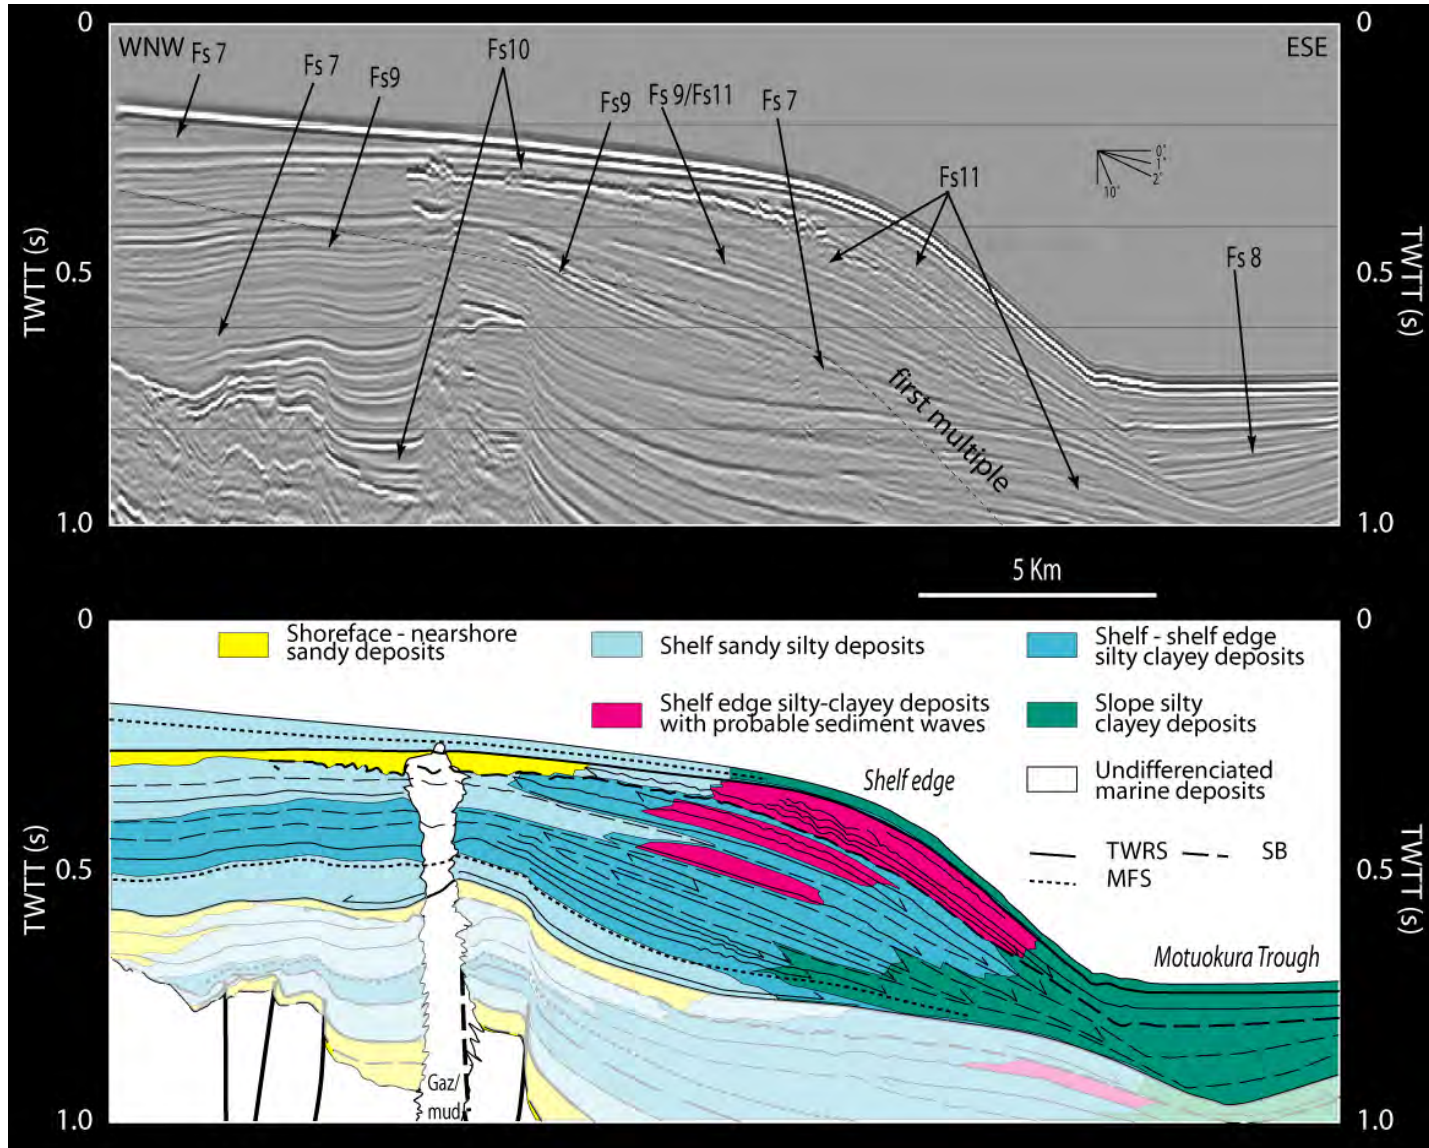 0
0
WNW
Fs 7
Fs 7
Fs9
Fs10
Fs9
Fs 9/Fs11
Fs 7
ESE
0°
1°
2°
10°
Fs11
Fs 8
TWTT (s)
0.5
0.5
TWTT (s)
first multiple
1.0
1.0
5 Km
0
0
Shoreface - nearshore
sandy deposits
Shelf sandy silty deposits
Shelf - shelf edge
silty clayey deposits
Shelf edge silty-clayey deposits
with probable sediment waves
Slope silty
clayey deposits
Shelf edge
Undifferenciated
marine deposits
TWRS
SB
MFS
TWTT (s)
0.5
0.5
TWTT (s)
Motuokura Trough
Gaz/
mud
1.0
1.0